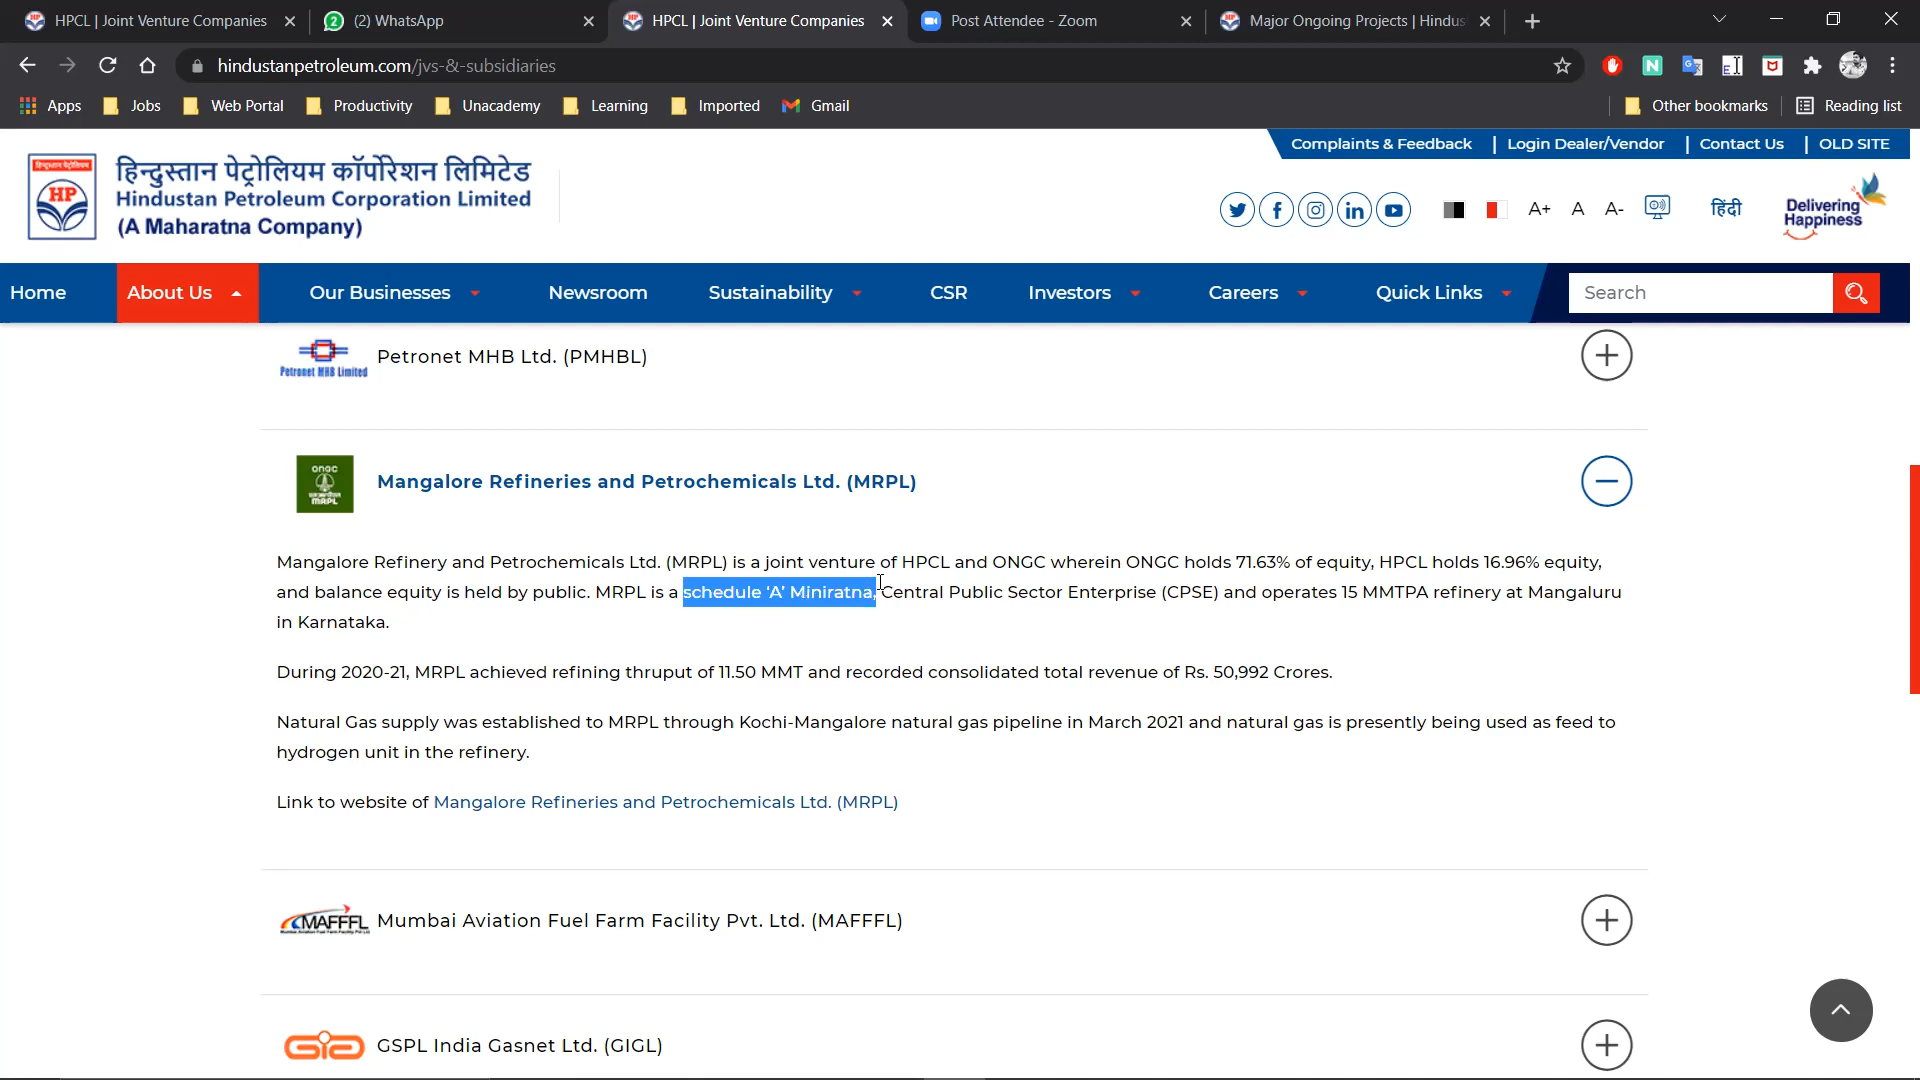 HPCL | Joint Venture Companies
(2) WhatsApp
HPCL | Joint Venture Companies
Post Attendee - Zoom
Major Ongoing Projects | Hindus
hindustanpetroleum.com/jvs-&-subsidiaries
Apps
Jobs
Web Portal
Productivity
Unacademy
Learning
Imported
Gmail
Other bookmarks
Reading list
Complaints & Feedback | Login Dealer/Vendor | Contact Us | OLD SITE
हिन्दुस्तान पेट्रोलियम कॉर्पोरेशन लिमिटेड
Hindustan Petroleum Corporation Limited
(A Maharatna Company)
हिन्दुस्तान पेट्रोलियम
HP
A+ A A-
हिंदी
Delivering
Happiness
Home
About Us
Our Businesses
Newsroom
Sustainability
CSR
Investors
Careers
Quick Links
Search
Petronet MHB Limited
Petronet MHB Ltd. (PMHBL)
ONGC
MRPL
Mangalore Refineries and Petrochemicals Ltd. (MRPL)
Mangalore Refinery and Petrochemicals Ltd. (MRPL) is a joint venture of HPCL and ONGC wherein ONGC holds 71.63% of equity, HPCL holds 16.96% equity,
and balance equity is held by public. MRPL is a schedule ‘A’ Miniratna, Central Public Sector Enterprise (CPSE) and operates 15 MMTPA refinery at Mangaluru
in Karnataka.
During 2020-21, MRPL achieved refining thruput of 11.50 MMT and recorded consolidated total revenue of Rs. 50,992 Crores.
Natural Gas supply was established to MRPL through Kochi-Mangalore natural gas pipeline in March 2021 and natural gas is presently being used as feed to
hydrogen unit in the refinery.
Link to website of Mangalore Refineries and Petrochemicals Ltd. (MRPL)
MAFFFL
Mumbai Aviation Fuel Farm Facility Pvt. Ltd. (MAFFFL)
GSPL India Gasnet Ltd. (GIGL)